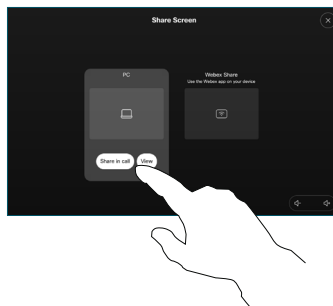 Share Screen
PC
Webex Share
Use the Webex app on your device
Share in call
View